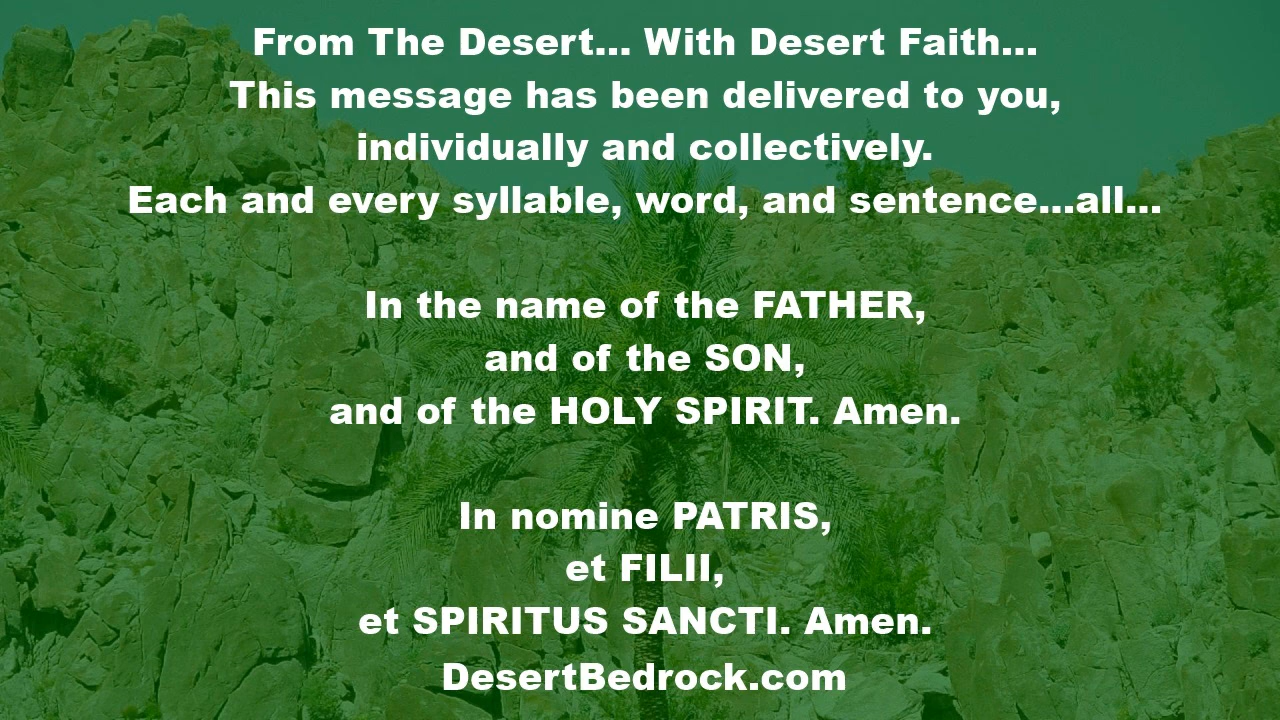 From The Desert... With Desert Faith...
This message has been delivered to you,
individually and collectively.
Each and every syllable, word, and sentence...all...
In the name of the FATHER,
and of the SON,
and of the HOLY SPIRIT. Amen.
In nomine PATRIS,
et FILII,
et SPIRITUS SANCTI. Amen.
DesertBedrock.com